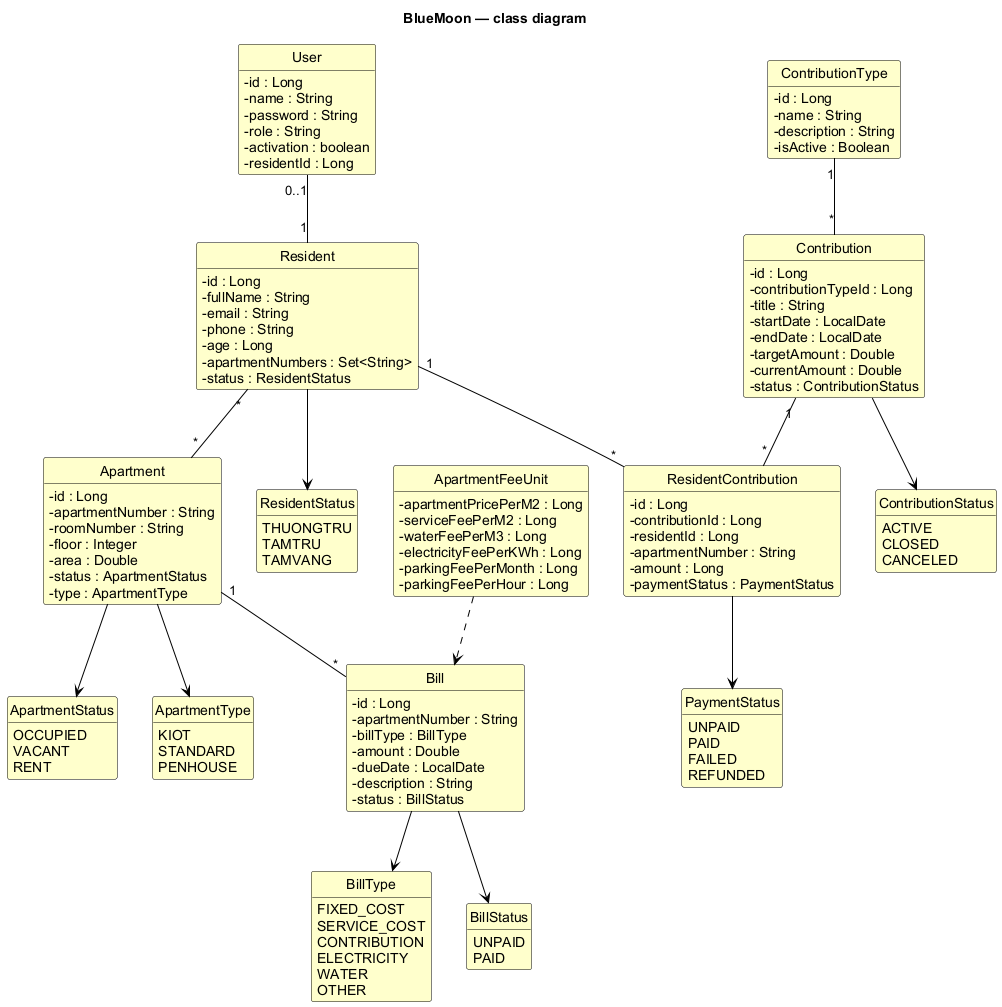 BlueMoon — class diagram
User
-id : Long
-name : String
-password : String
-role : String
-activation : boolean
-residentId : Long
ContributionType
-id : Long
-name : String
-description : String
-isActive : Boolean
0..1
1
1
*
Resident
-id : Long
-fullName : String
-email : String
-phone : String
-age : Long
-apartmentNumbers : Set<String>
-status : ResidentStatus
Contribution
-id : Long
-contributionTypeId : Long
-title : String
-startDate : LocalDate
-endDate : LocalDate
-targetAmount : Double
-currentAmount : Double
-status : ContributionStatus
*
*
1
*
1
*
Apartment
-id : Long
-apartmentNumber : String
-roomNumber : String
-floor : Integer
-area : Double
-status : ApartmentStatus
-type : ApartmentType
ResidentStatus
THUONGTRU
TAMTRU
TAMVANG
ApartmentFeeUnit
-apartmentPricePerM2 : Long
-serviceFeePerM2 : Long
-waterFeePerM3 : Long
-electricityFeePerKWh : Long
-parkingFeePerMonth : Long
-parkingFeePerHour : Long
ResidentContribution
-id : Long
-contributionId : Long
-residentId : Long
-apartmentNumber : String
-amount : Long
-paymentStatus : PaymentStatus
ContributionStatus
ACTIVE
CLOSED
CANCELED
1
*
ApartmentStatus
OCCUPIED
VACANT
RENT
ApartmentType
KIOT
STANDARD
PENHOUSE
Bill
-id : Long
-apartmentNumber : String
-billType : BillType
-amount : Double
-dueDate : LocalDate
-description : String
-status : BillStatus
PaymentStatus
UNPAID
PAID
FAILED
REFUNDED
BillType
FIXED_COST
SERVICE_COST
CONTRIBUTION
ELECTRICITY
WATER
OTHER
BillStatus
UNPAID
PAID